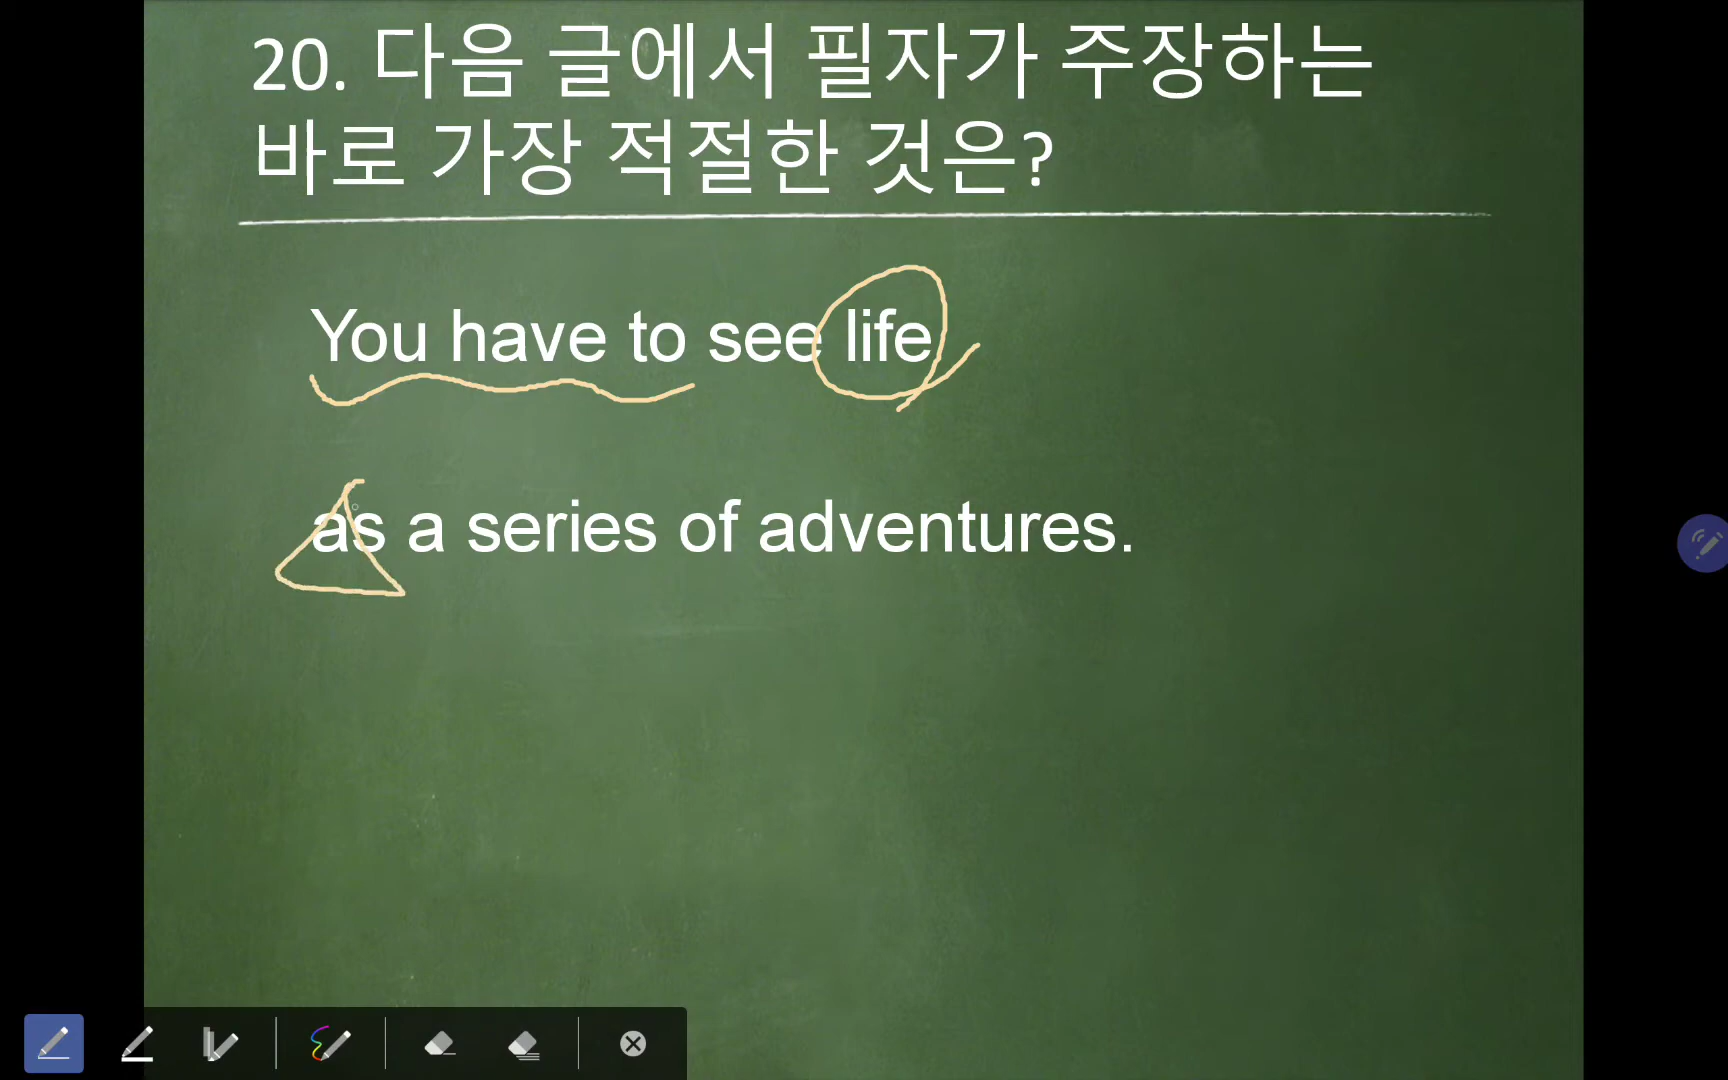 20. 다음 글에서 필자가 주장하는
바로 가장 적절한 것은?
You have to see life
as a series of adventures.